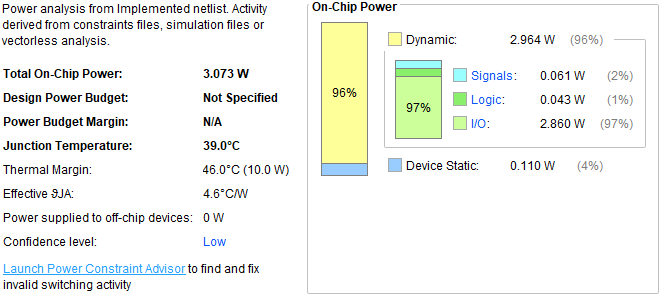 Power analysis from Implemented netlist. Activity
derived from constraints files, simulation files or
vectorless analysis.
Total On-Chip Power: 3.073 W
Design Power Budget: Not Specified
Power Budget Margin: N/A
Junction Temperature: 39.0°C
Thermal Margin: 46.0°C (10.0 W)
Effective ϑJA: 4.6°C/W
Power supplied to off-chip devices: 0 W
Confidence level: Low
Launch Power Constraint Advisor to find and fix
invalid switching activity
On-Chip Power
96%
Dynamic: 2.964 W (96%)
97%
Signals: 0.061 W (2%)
Logic: 0.043 W (1%)
I/O: 2.860 W (97%)
Device Static: 0.110 W (4%)